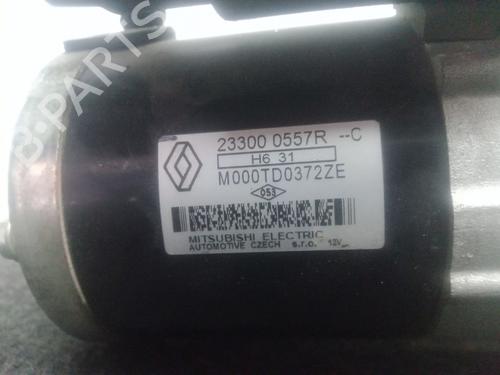 B-PARTS
23300 0557R --C
H6 31
M000TD0372ZE
053
MITSUBISHI ELECTRIC
AUTOMOTIVE CZECH s.r.o. 12V